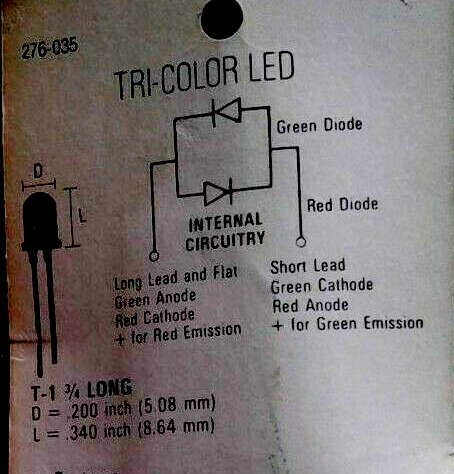 276-035
TRI-COLOR LED
Green Diode
D
L
Red Diode
INTERNAL
CIRCUITRY
Long Lead and Flat
Green Anode
Red Cathode
+ for Red Emission
Short Lead
Green Cathode
Red Anode
+ for Green Emission
T-1 ¾ LONG
D = .200 inch (5.08 mm)
L = .340 inch (8.64 mm)